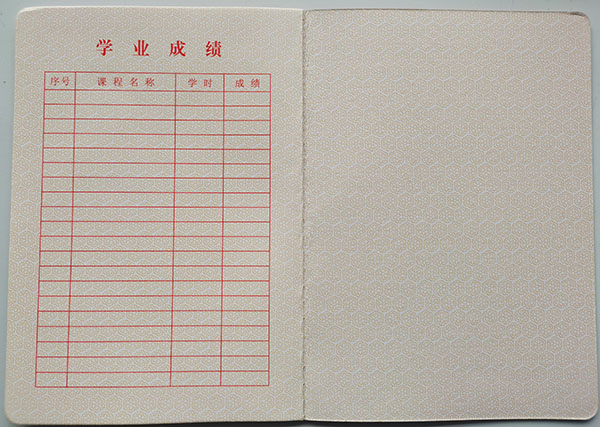 学业成绩
序号 课程名称 学时 成绩